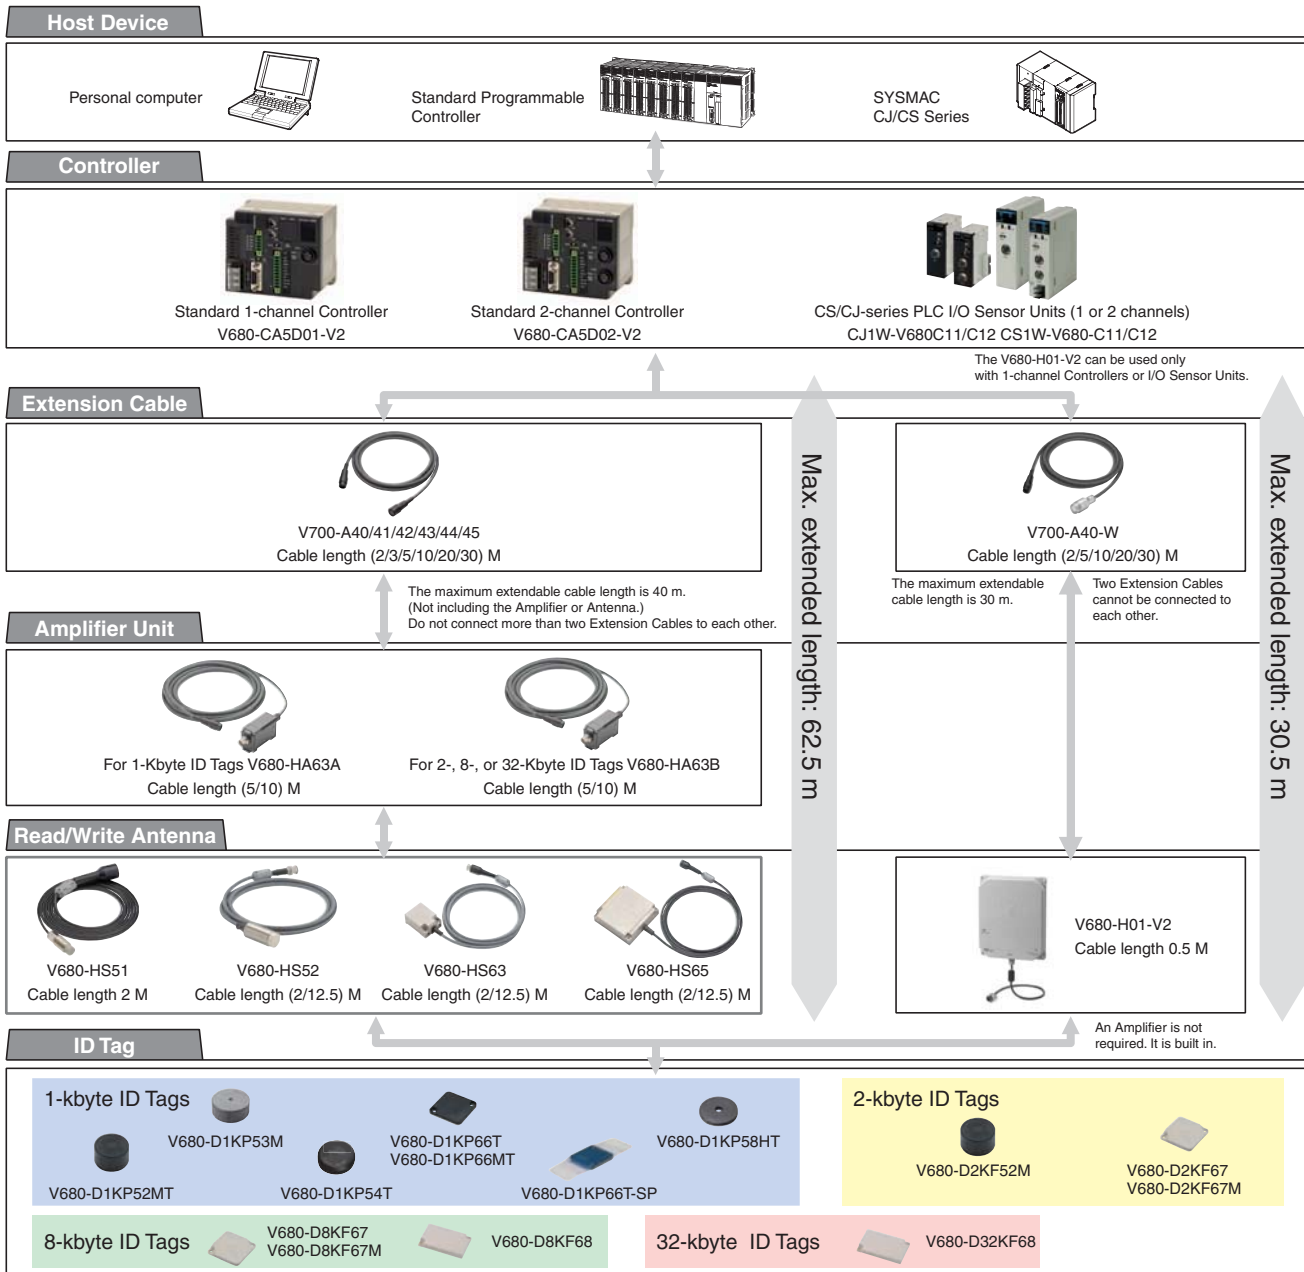 Host Device
Personal computer
Standard Programmable
Controller
SYSMAC
CJ/CS Series
Controller
Standard 1-channel Controller
V680-CA5D01-V2
Standard 2-channel Controller
V680-CA5D02-V2
CS/CJ-series PLC I/O Sensor Units (1 or 2 channels)
CJ1W-V680C11/C12 CS1W-V680-C11/C12
The V680-H01-V2 can be used only
with 1-channel Controllers or I/O Sensor Units.
Extension Cable
V700-A40/41/42/43/44/45
Cable length (2/3/5/10/20/30) M
Max. extended length: 62.5 m
V700-A40-W
Cable length (2/5/10/20/30) M
Max. extended length: 30.5 m
The maximum extendable cable length is 40 m.
(Not including the Amplifier or Antenna.)
Do not connect more than two Extension Cables to each other.
The maximum extendable
cable length is 30 m.
Two Extension Cables
cannot be connected to
each other.
Amplifier Unit
For 1-Kbyte ID Tags V680-HA63A
Cable length (5/10) M
For 2-, 8-, or 32-Kbyte ID Tags V680-HA63B
Cable length (5/10) M
Read/Write Antenna
V680-HS51
Cable length 2 M
V680-HS52
Cable length (2/12.5) M
V680-HS63
Cable length (2/12.5) M
V680-HS65
Cable length (2/12.5) M
V680-H01-V2
Cable length 0.5 M
An Amplifier is not
required. It is built in.
ID Tag
1-kbyte ID Tags
V680-D1KP53M
V680-D1KP66T
V680-D1KP66MT
V680-D1KP58HT
V680-D1KP52MT
V680-D1KP54T
V680-D1KP66T-SP
2-kbyte ID Tags
V680-D2KF52M
V680-D2KF67
V680-D2KF67M
8-kbyte ID Tags
V680-D8KF67
V680-D8KF67M
V680-D8KF68
32-kbyte ID Tags
V680-D32KF68